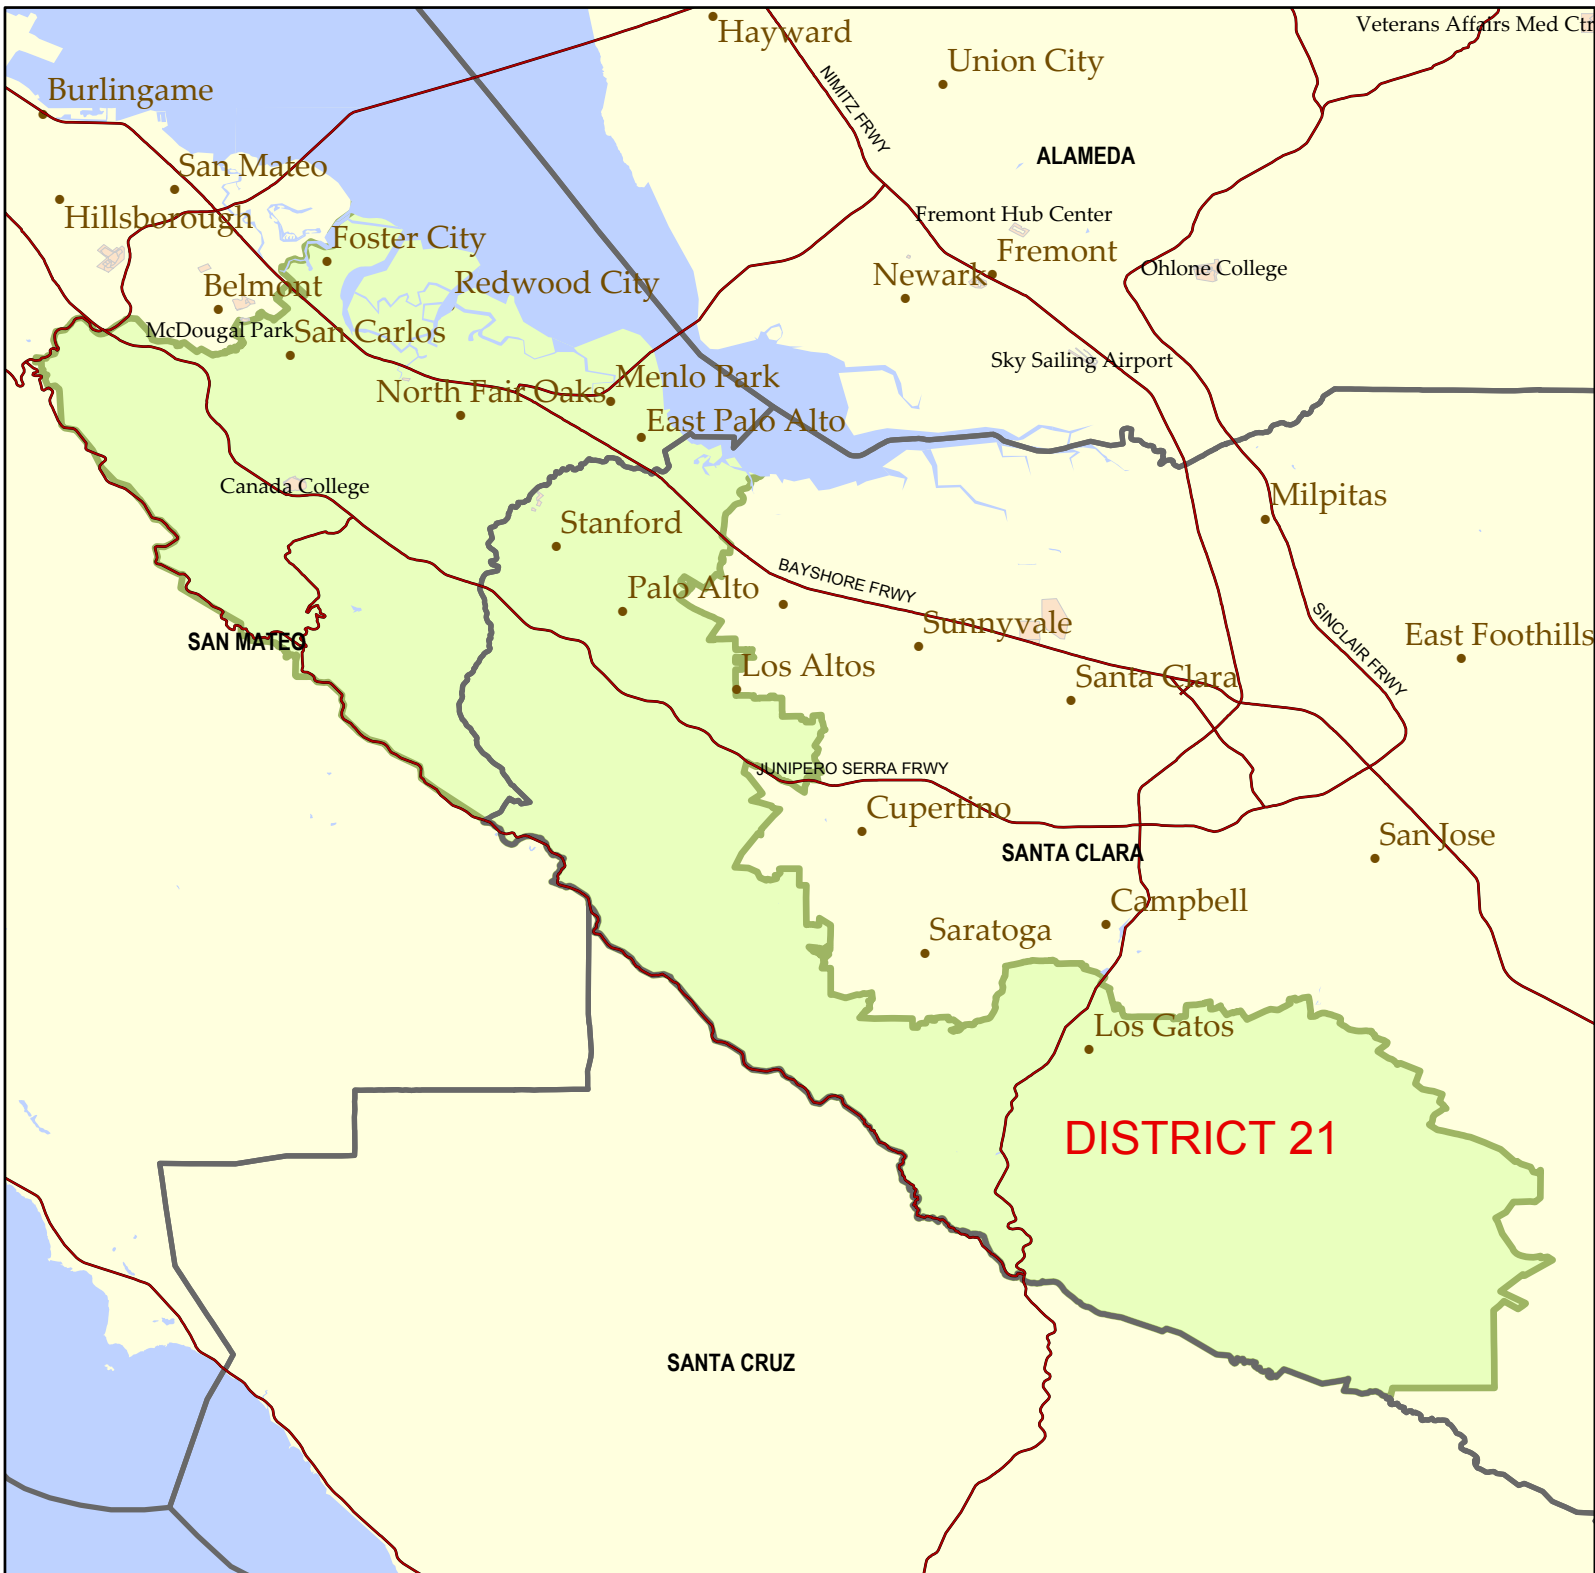 Veterans Affairs Med Ctr
Hayward
Union City
Burlingame
NIMITZ FRWY
ALAMEDA
San Mateo
Hillsborough
Fremont Hub Center
Foster City
Fremont
Ohlone College
Newark
Redwood City
Belmont
McDougal Park
San Carlos
Sky Sailing Airport
Menlo Park
North Fair Oaks
East Palo Alto
Canada College
Milpitas
Stanford
BAYSHORE FRWY
Palo Alto
Sunnyvale
SINCLAIR FRWY
East Foothills
SAN MATEO
Los Altos
Santa Clara
JUNIPERO SERRA FRWY
Cupertino
San Jose
SANTA CLARA
Campbell
Saratoga
Los Gatos
DISTRICT 21
SANTA CRUZ